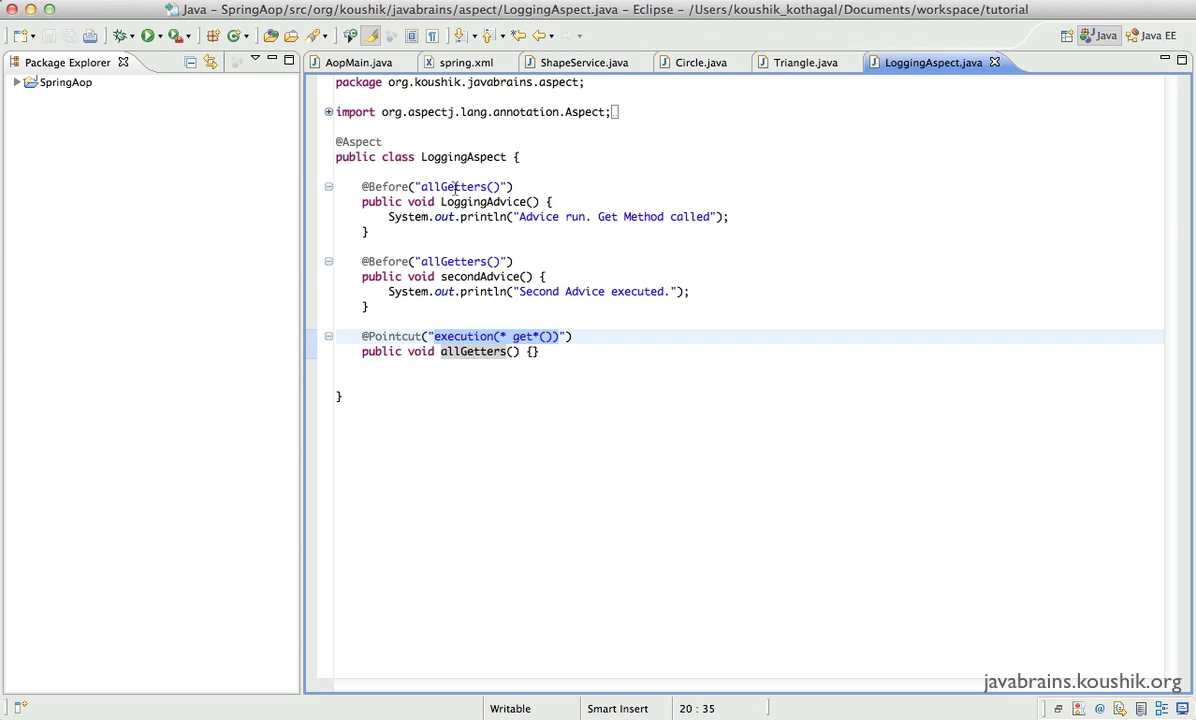 Java – SpringAop/src/org/koushik/javabrains/aspect/LoggingAspect.java – Eclipse – /Users/koushik_kothagal/Documents/workspace/tutorial
Java Java EE
Package Explorer
AopMain.java spring.xml ShapeService.java Circle.java Triangle.java LoggingAspect.java
SpringAop
package org.koushik.javabrains.aspect;
import org.aspectj.lang.annotation.Aspect;
@Aspect
public class LoggingAspect {
@Before("allGetters()")
public void LoggingAdvice() {
System.out.println("Advice run. Get Method called");
}
@Before("allGetters()")
public void secondAdvice() {
System.out.println("Second Advice executed.");
}
@Pointcut("execution(* get*())")
public void allGetters() {}
}
javabrains.koushik.org
Writable Smart Insert 20 : 35